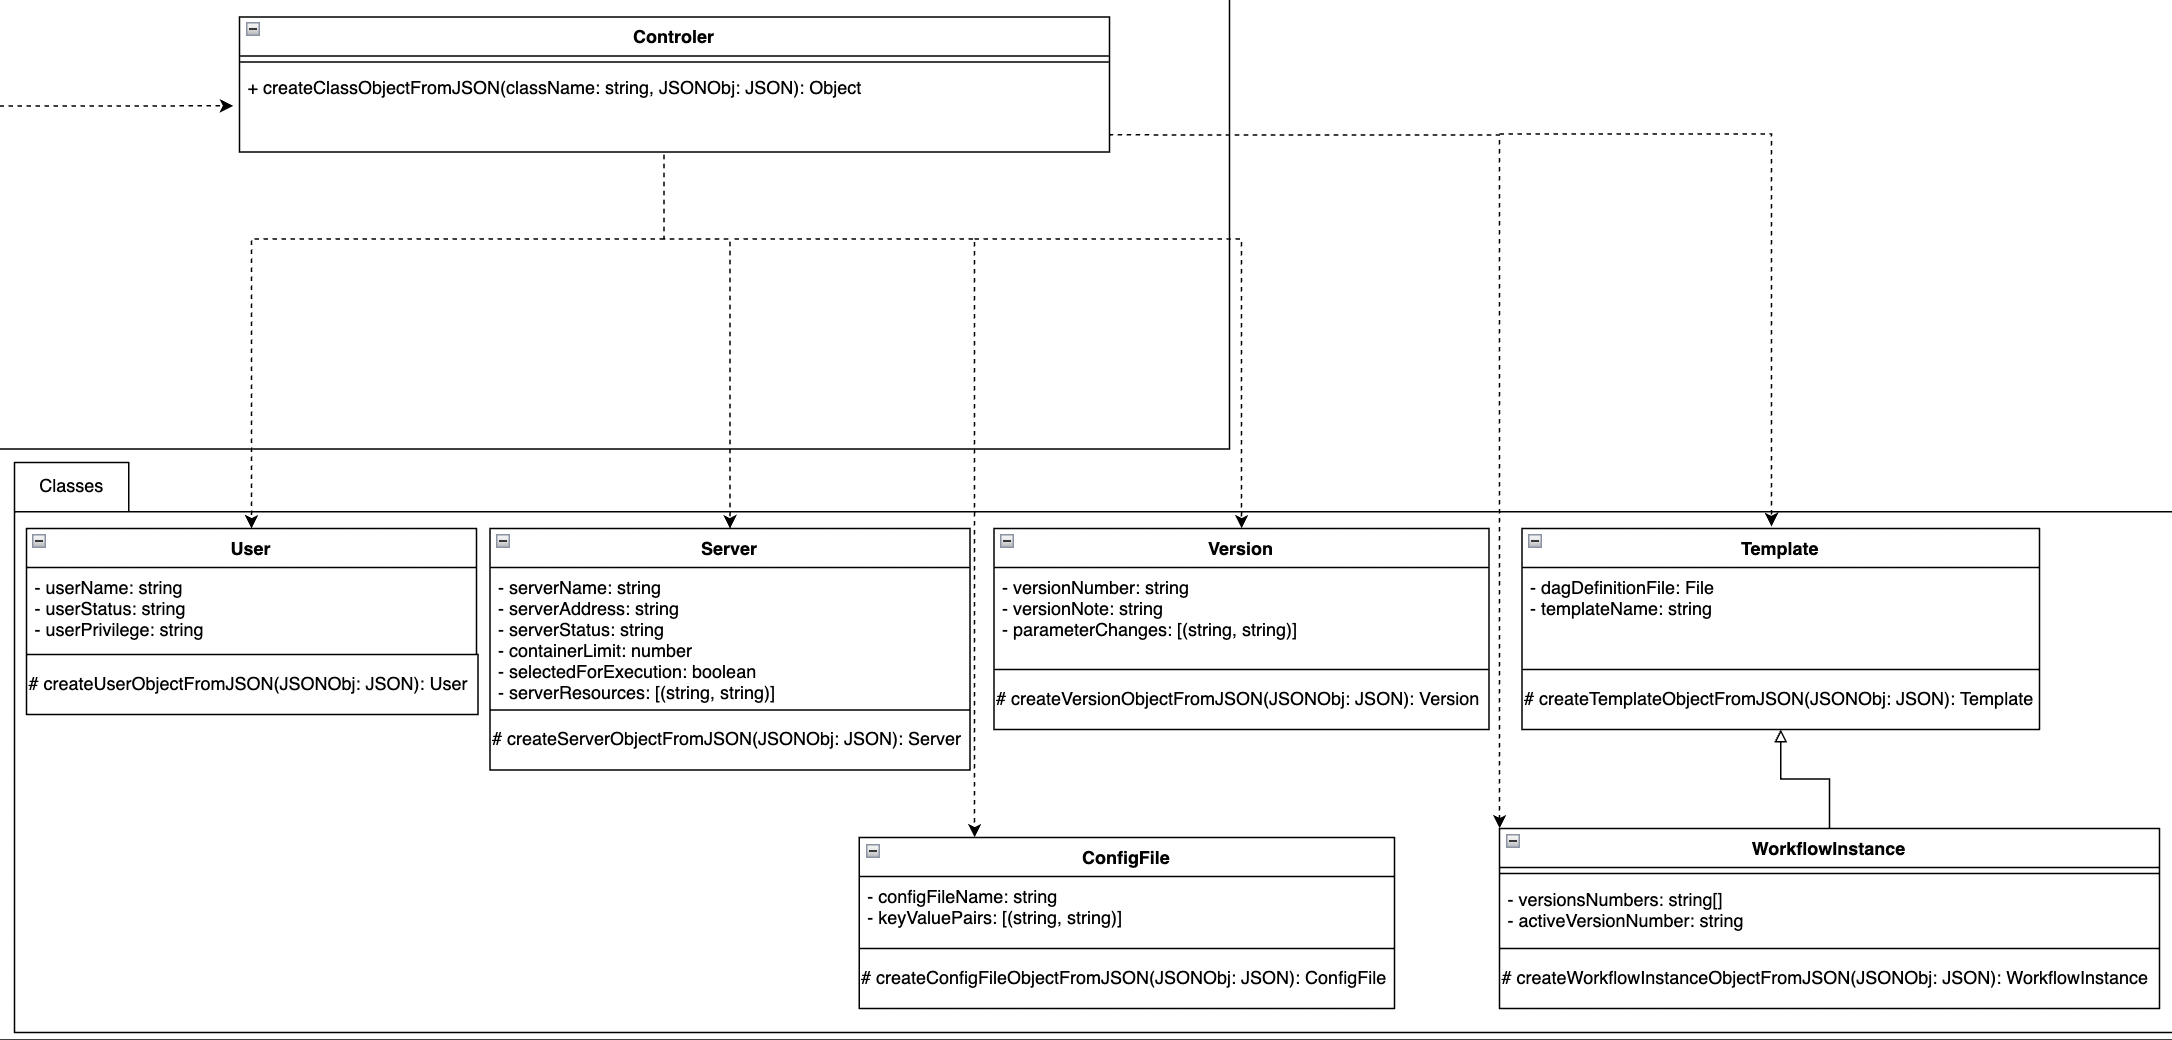 Controler
+ createClassObjectFromJSON(className: string, JSONObj: JSON): Object
Classes
User
- userName: string
- userStatus: string
- userPrivilege: string
# createUserObjectFromJSON(JSONObj: JSON): User
Server
- serverName: string
- serverAddress: string
- serverStatus: string
- containerLimit: number
- selectedForExecution: boolean
- serverResources: [(string, string)]
# createServerObjectFromJSON(JSONObj: JSON): Server
Version
- versionNumber: string
- versionNote: string
- parameterChanges: [(string, string)]
# createVersionObjectFromJSON(JSONObj: JSON): Version
Template
- dagDefinitionFile: File
- templateName: string
# createTemplateObjectFromJSON(JSONObj: JSON): Template
ConfigFile
- configFileName: string
- keyValuePairs: [(string, string)]
# createConfigFileObjectFromJSON(JSONObj: JSON): ConfigFile
WorkflowInstance
- versionsNumbers: string[]
- activeVersionNumber: string
# createWorkflowInstanceObjectFromJSON(JSONObj: JSON): WorkflowInstance